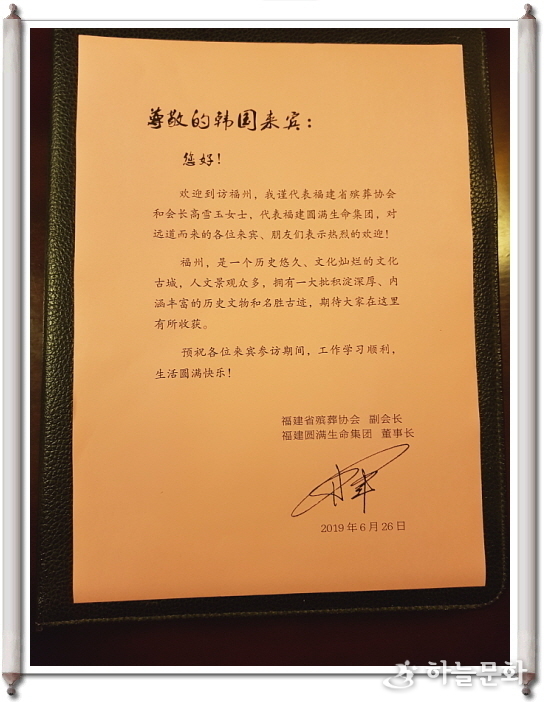 尊敬的韩国来宾：
您好！
欢迎到访福州，我谨代表福建省殡葬协会
和会长高雪玉女士，代表福建圆满生命集团，对
远道而来的各位来宾、朋友们表示热烈的欢迎！
福州，是一个历史悠久、文化灿烂的文化
古城，人文景观众多，拥有一大批积淀深厚、内
涵丰富的历史文物和名胜古迹，期待大家在这里
有所收获。
预祝各位来宾参访期间，工作学习顺利，
生活圆满快乐！
福建省殡葬协会 副会长
福建圆满生命集团 董事长
2019年6月26日
하늘문화